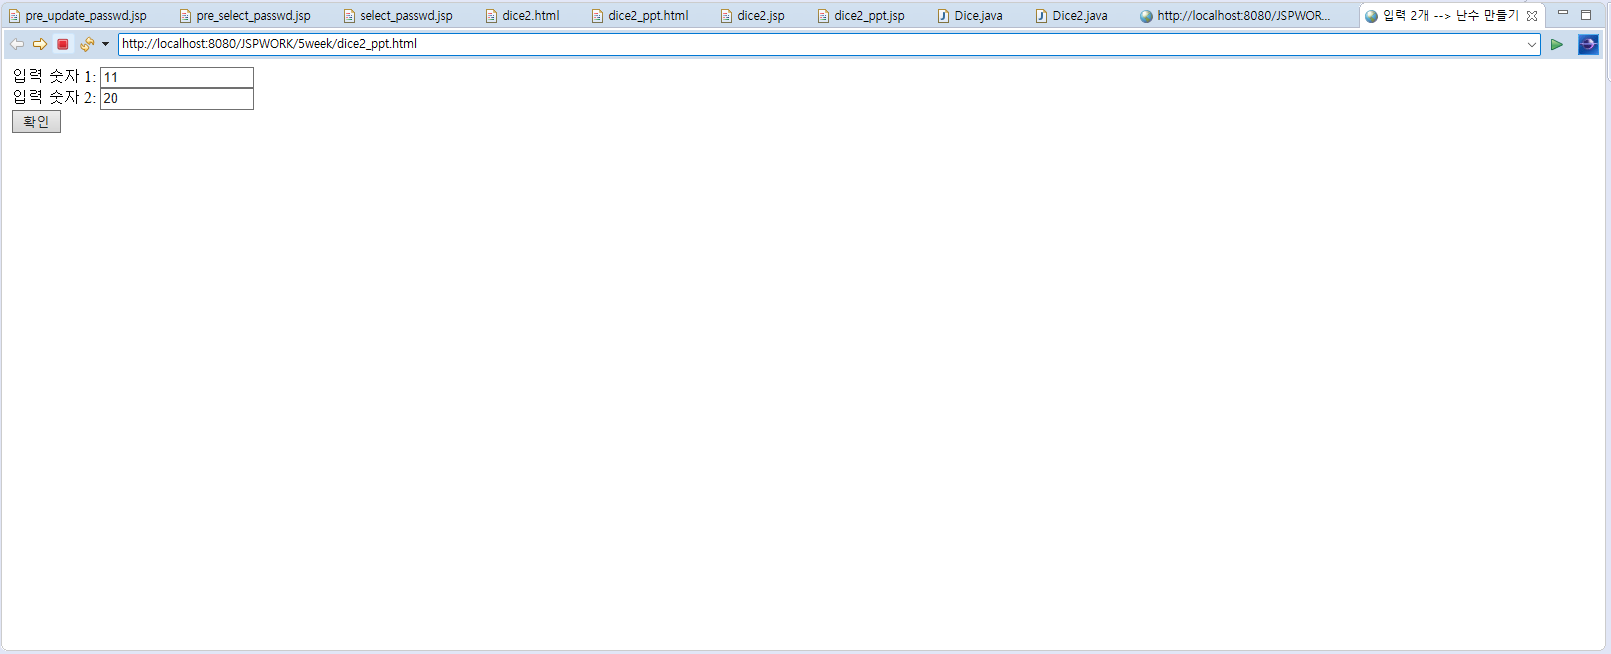 pre_update_passwd.jsp pre_select_passwd.jsp select_passwd.jsp dice2.html dice2_ppt.html dice2.jsp dice2_ppt.jsp Dice.java Dice2.java http://localhost:8080/JSPWOR... 입력 2개 --> 난수 만들기
http://localhost:8080/JSPWORK/5week/dice2_ppt.html
입력 숫자 1: 11
입력 숫자 2: 20
확인